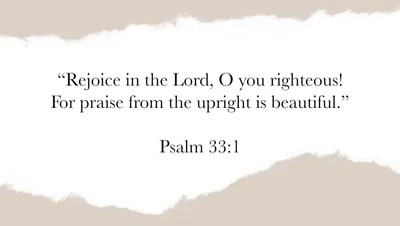 “Rejoice in the Lord, O you righteous!
For praise from the upright is beautiful.”
Psalm 33:1